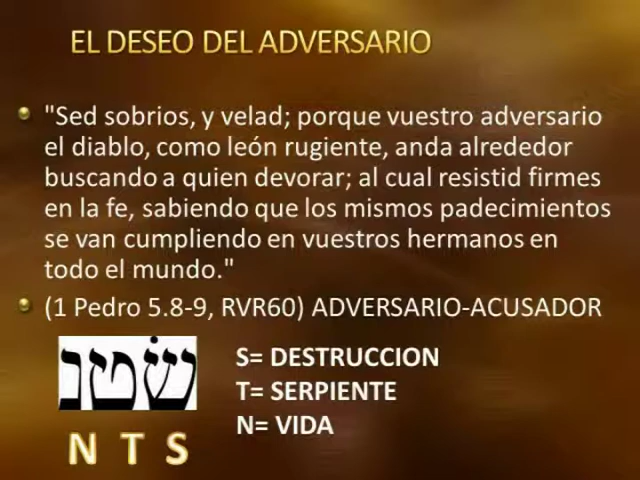 EL DESEO DEL ADVERSARIO
"Sed sobrios, y velad; porque vuestro adversario
el diablo, como león rugiente, anda alrededor
buscando a quien devorar; al cual resistid firmes
en la fe, sabiendo que los mismos padecimientos
se van cumpliendo en vuestros hermanos en
todo el mundo."
(1 Pedro 5.8-9, RVR60) ADVERSARIO-ACUSADOR
שׂטנ
N T S
S= DESTRUCCION
T= SERPIENTE
N= VIDA